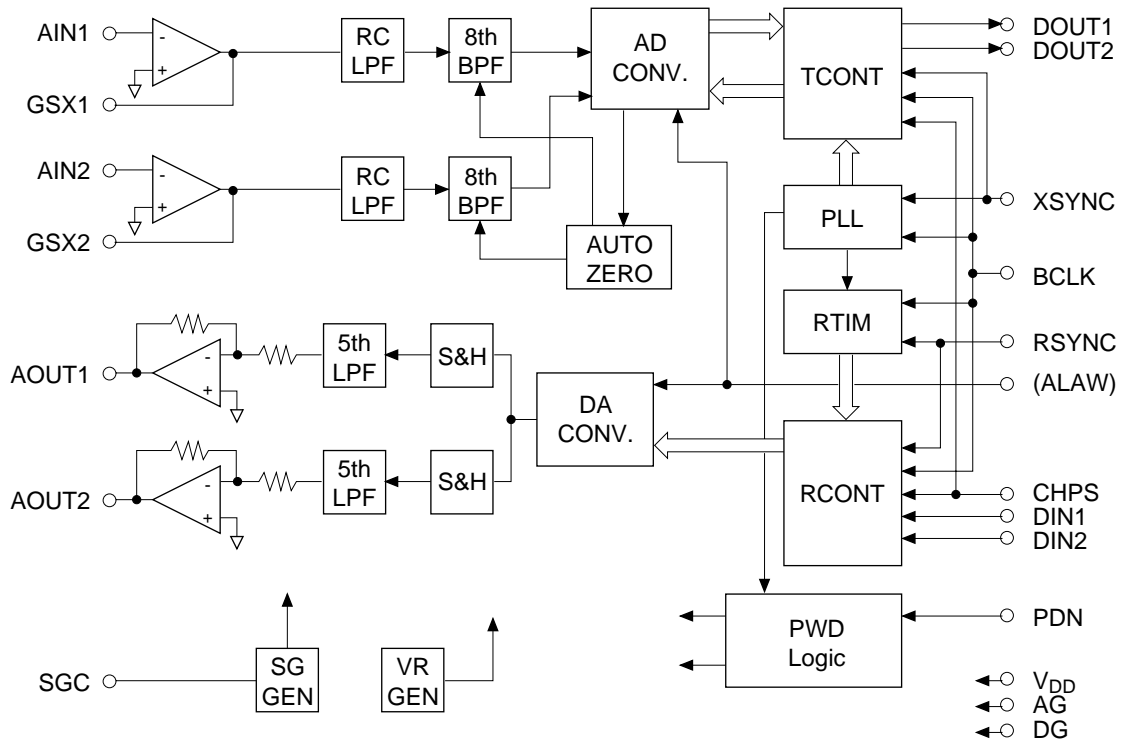 AIN1
-
+
GSX1
RC
LPF
8th
BPF
AD
CONV.
TCONT
DOUT1
DOUT2
AIN2
-
+
GSX2
RC
LPF
8th
BPF
AUTO
ZERO
PLL
XSYNC
BCLK
RTIM
RSYNC
(ALAW)
AOUT1
-
+
5th
LPF
S&H
DA
CONV.
AOUT2
-
+
5th
LPF
S&H
RCONT
CHPS
DIN1
DIN2
PWD
Logic
PDN
SGC
SG
GEN
VR
GEN
VDD
AG
DG